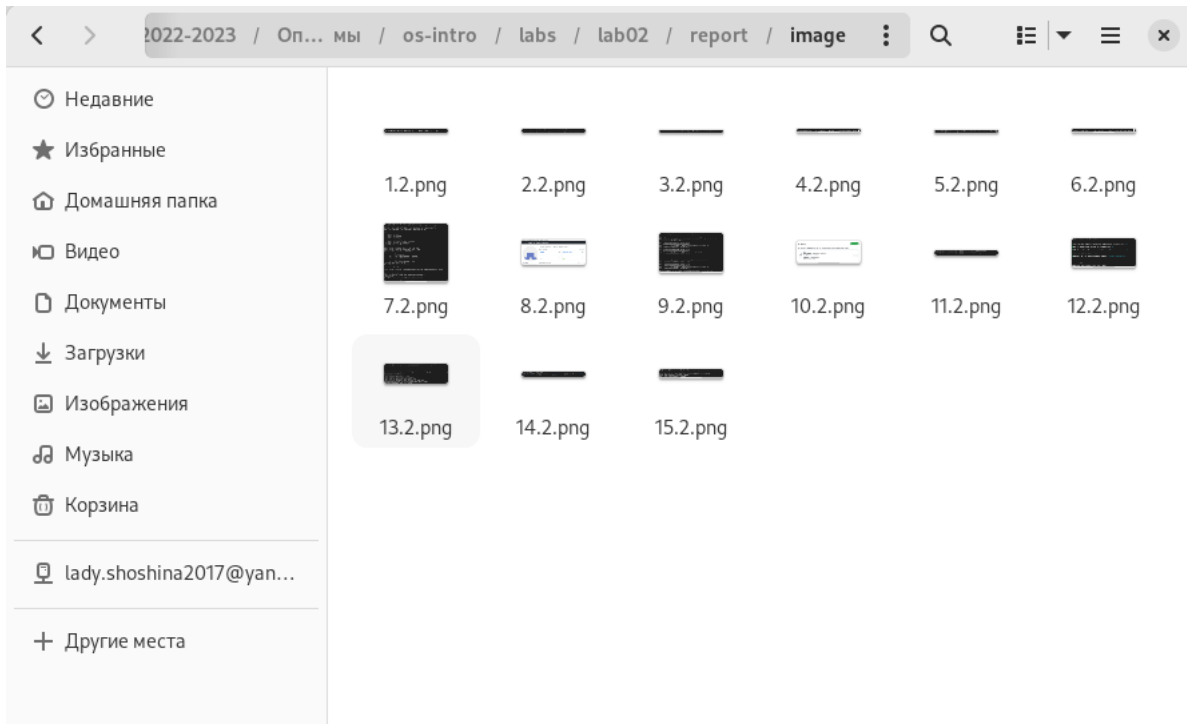 2022-2023 / Оп... мы / os-intro / labs / lab02 / report / image
Недавние
Избранные
Домашняя папка
Видео
Документы
Загрузки
Изображения
Музыка
Корзина
lady.shoshina2017@yan...
Другие места
1.2.png 2.2.png 3.2.png 4.2.png 5.2.png 6.2.png
7.2.png 8.2.png 9.2.png 10.2.png 11.2.png 12.2.png
13.2.png 14.2.png 15.2.png